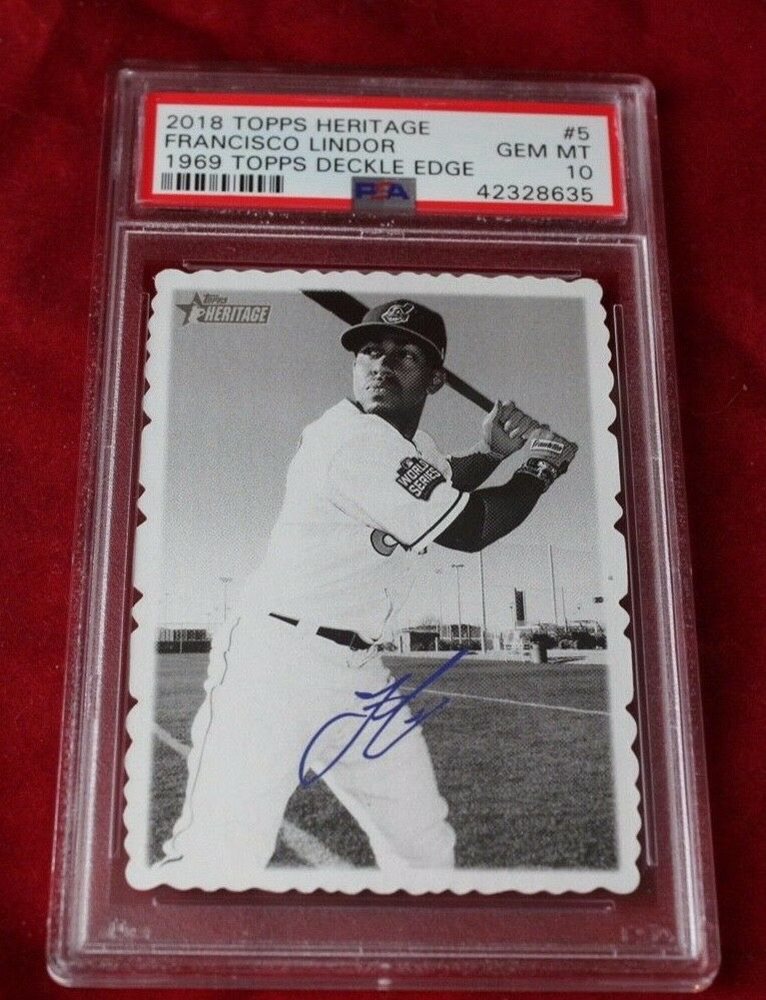 2018 TOPPS HERITAGE #5
FRANCISCO LINDOR GEM MT
1969 TOPPS DECKLE EDGE 10
PSA 42328635
Topps
HERITAGE
Franklin
WORLD
SERIES